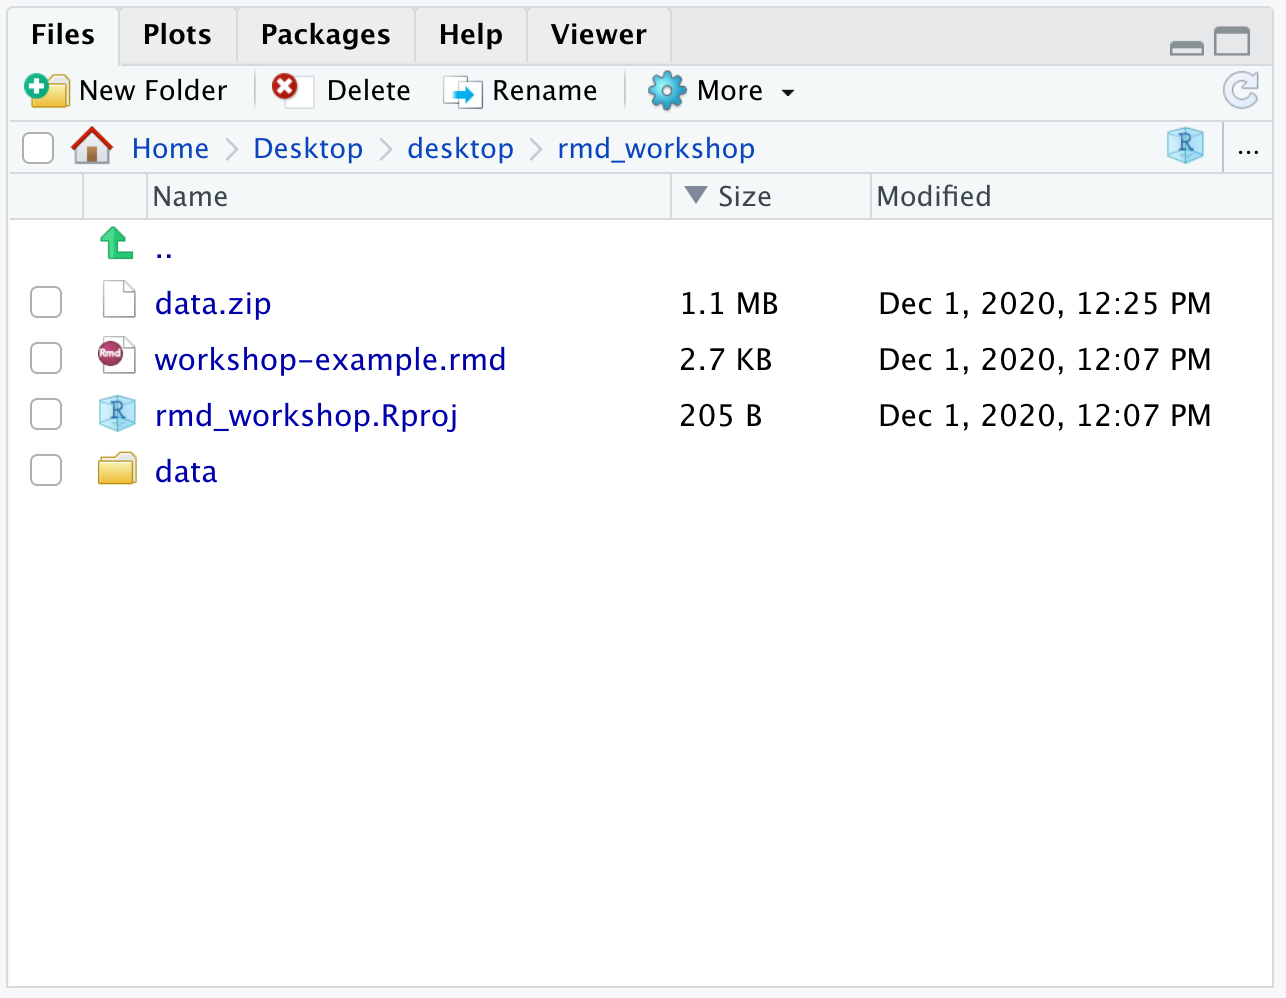 Files Plots Packages Help Viewer
New Folder Delete Rename More
Home Desktop desktop rmd_workshop R ...
Name Size Modified
..
data.zip 1.1 MB Dec 1, 2020, 12:25 PM
Rmd workshop-example.rmd 2.7 KB Dec 1, 2020, 12:07 PM
R rmd_workshop.Rproj 205 B Dec 1, 2020, 12:07 PM
data